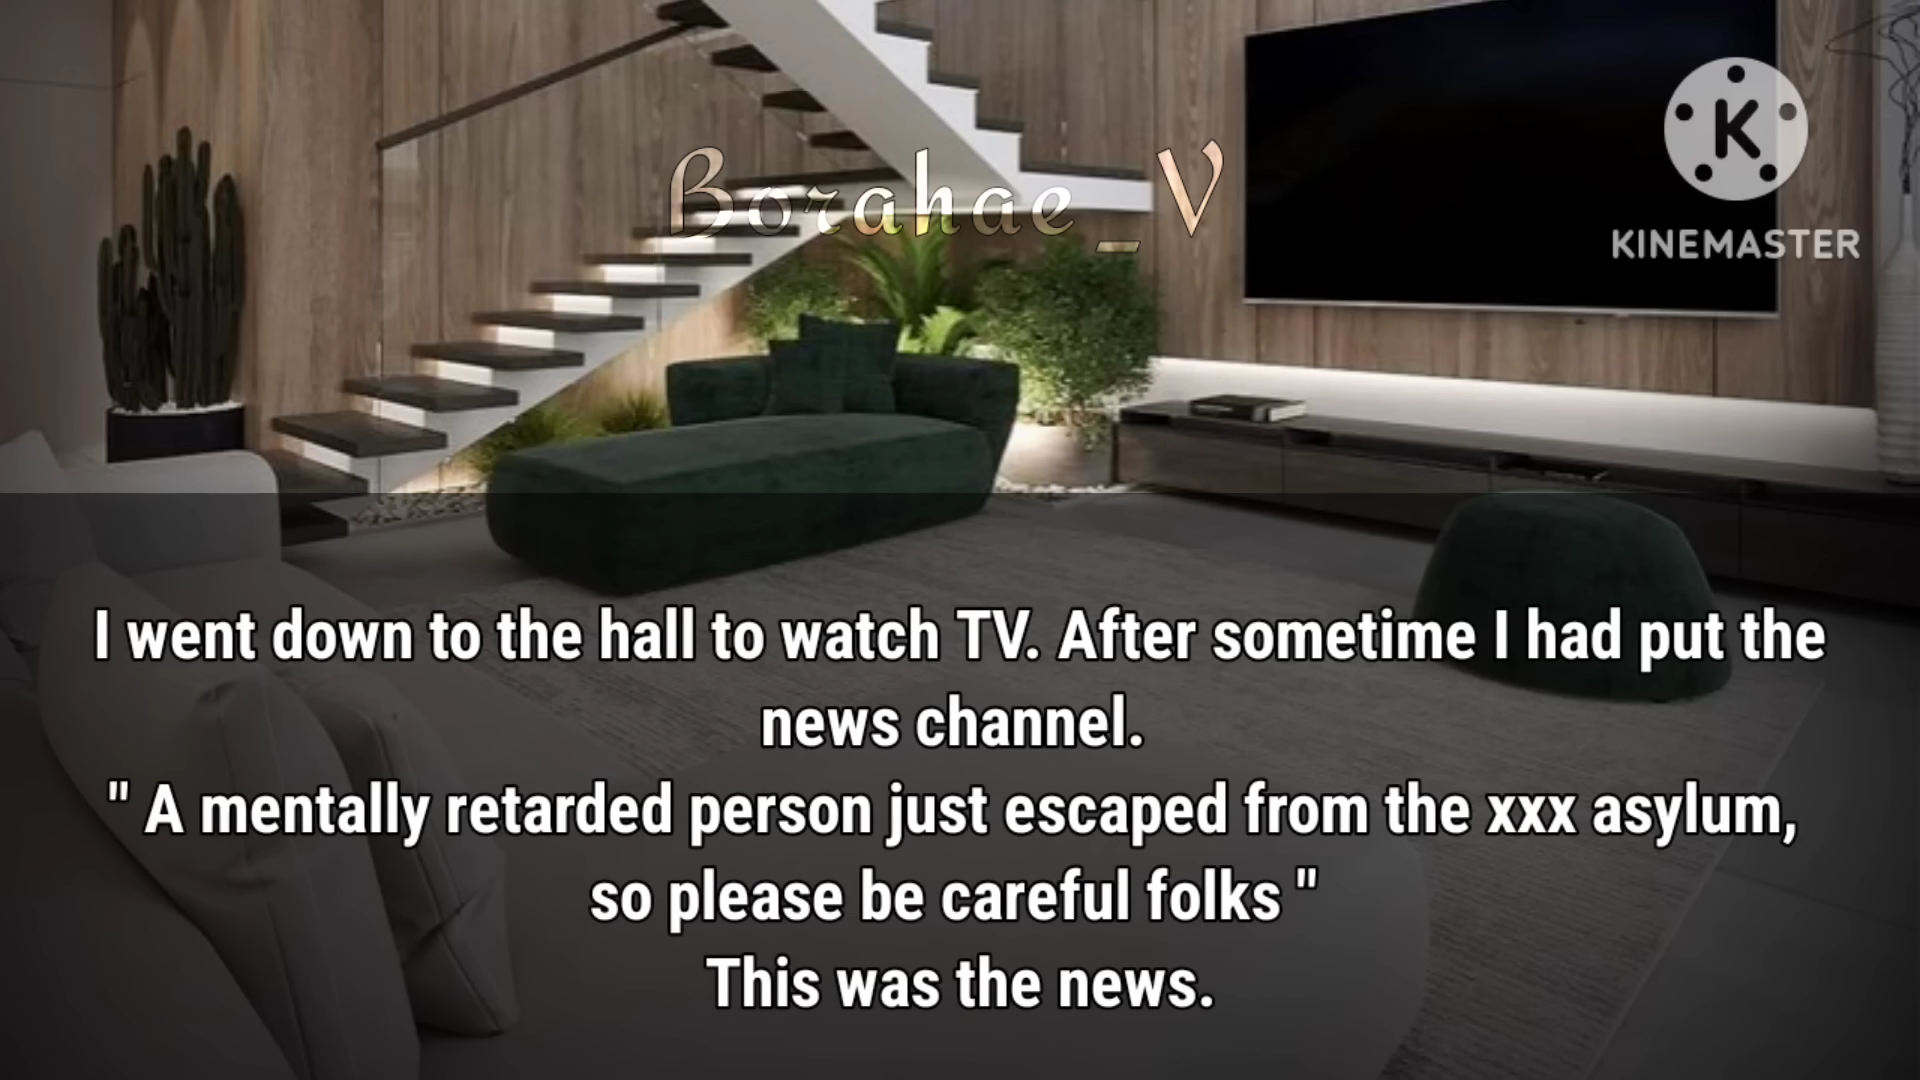 Borahae_V
K
KINEMASTER
I went down to the hall to watch TV. After sometime I had put the
news channel.
" A mentally retarded person just escaped from the xxx asylum,
so please be careful folks "
This was the news.